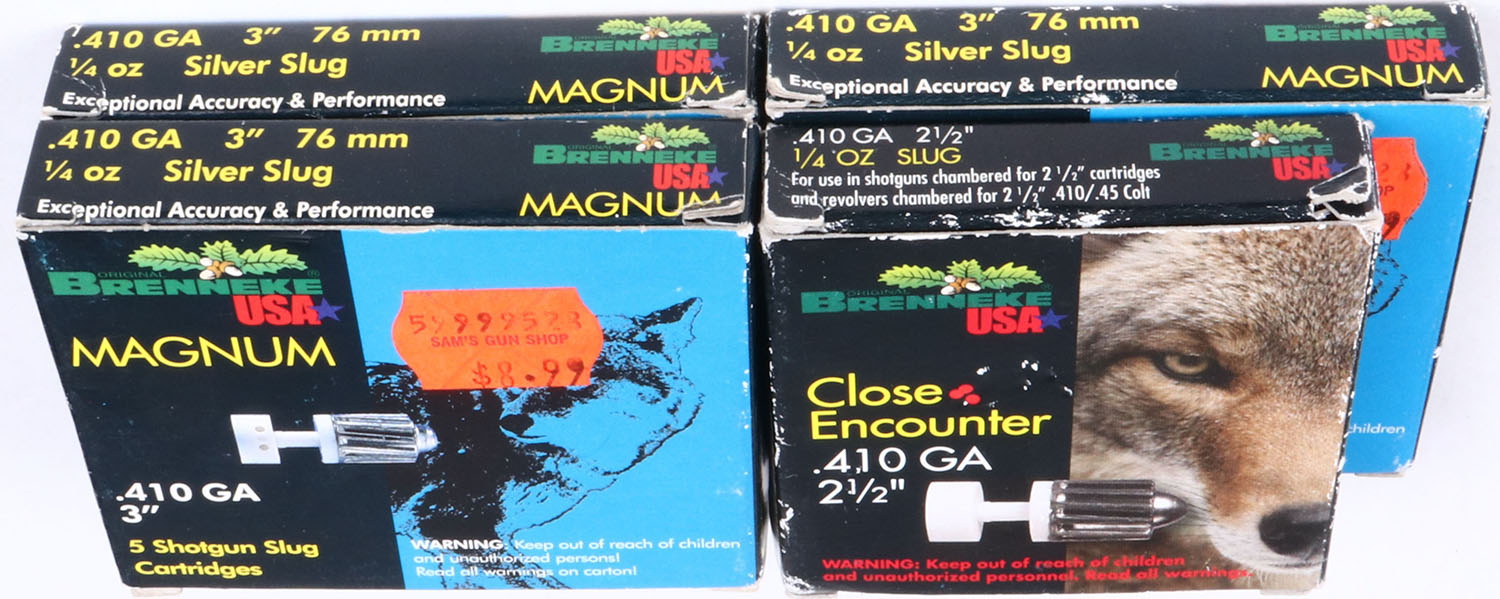 .410 GA 3" 76 mm
1/4 oz Silver Slug
Exceptional Accuracy & Performance
ORIGINAL
BRENNEKE
USA
MAGNUM
.410 GA 3" 76 mm
1/4 oz Silver Slug
Exceptional Accuracy & Performance
ORIGINAL
BRENNEKE
USA
MAGNUM
.410 GA 3" 76 mm
1/4 oz Silver Slug
Exceptional Accuracy & Performance
ORIGINAL
BRENNEKE
USA
MAGNUM
ORIGINAL
BRENNEKE®
USA
MAGNUM
SAM'S GUN SHOP
$8.99
.410 GA
3"
5 Shotgun Slug
Cartridges
WARNING: Keep out of reach of children
and unauthorized persons!
Read all warnings on carton!
.410 GA 2 1/2"
1/4 OZ SLUG
For use in shotguns chambered for 2 1/2" cartridges
and revolvers chambered for 2 1/2" .410/.45 Colt
ORIGINAL
BRENNEKE
USA
ORIGINAL
BRENNEKE
USA
Close
Encounter
.410 GA
2 1/2"
WARNING: Keep out of reach of children
and unauthorized personnel. Read all warnings.
children